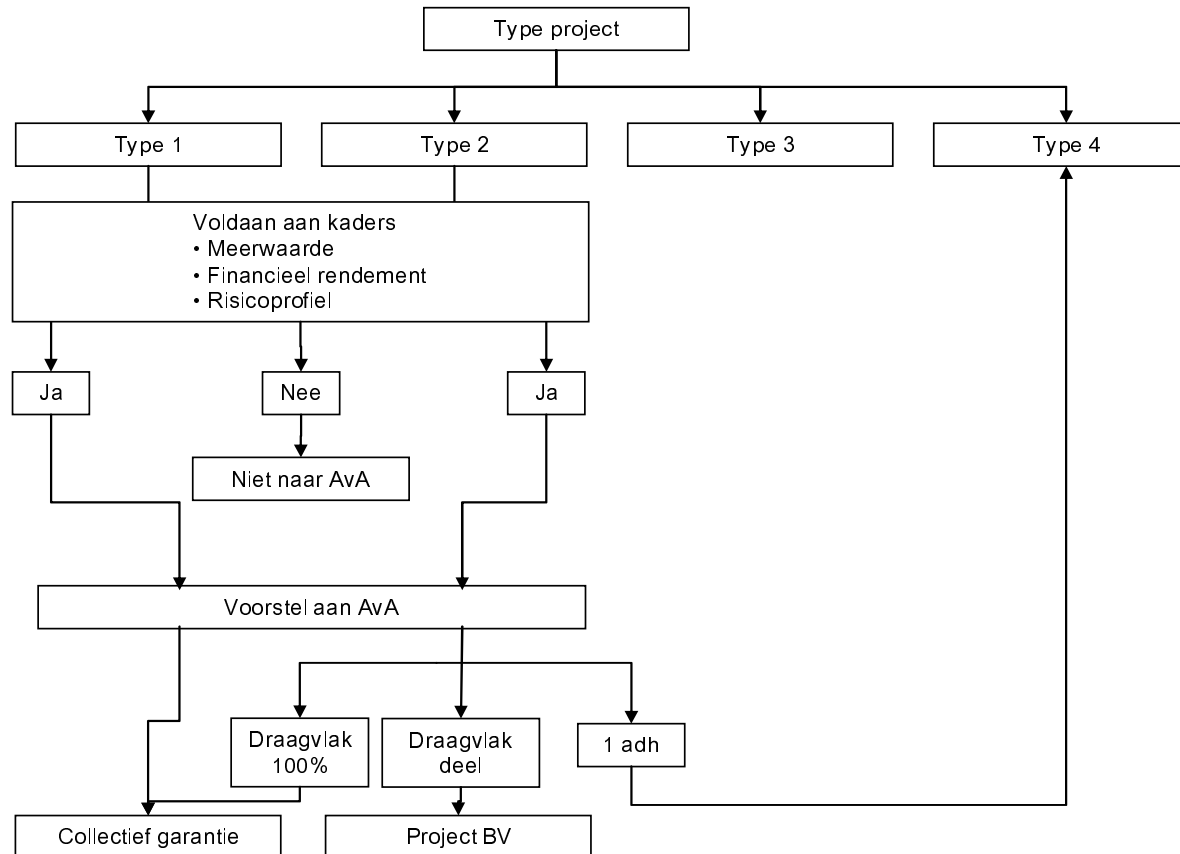 Type project
Type 1
Type 2
Type 3
Type 4
Voldaan aan kaders
• Meerwaarde
• Financieel rendement
• Risicoprofiel
Ja
Nee
Ja
Niet naar AvA
Voorstel aan AvA
Draagvlak
100%
Draagvlak
deel
1 adh
Collectief garantie
Project BV